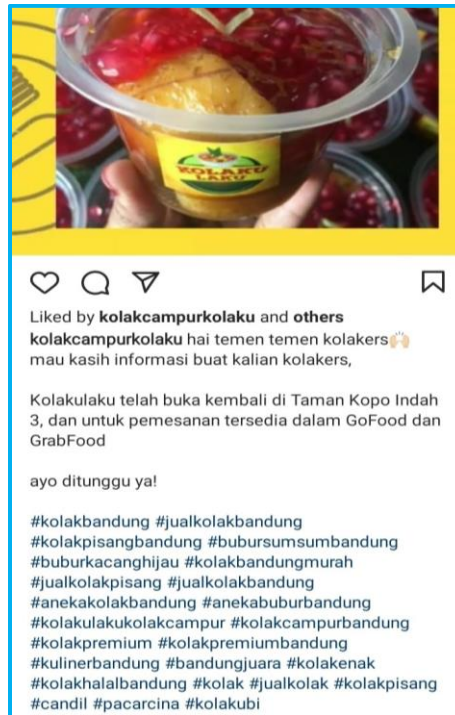 KOLAKU
LAKU
Liked by kolakcampurkolaku and others
kolakcampurkolaku hai temen temen kolakers🙌🏻
mau kasih informasi buat kalian kolakers,
Kolakulaku telah buka kembali di Taman Kopo Indah
3, dan untuk pemesanan tersedia dalam GoFood dan
GrabFood
ayo ditunggu ya!
#kolakbandung #jualkolakbandung
#kolakpisangbandung #bubursumsumbandung
#buburkacanghijau #kolakbandungmurah
#jualkolakpisang #jualkolakbandung
#anekakolakbandung #anekabuburbandung
#kolakulakukolakcampur #kolakcampurbandung
#kolakpremium #kolakpremiumbandung
#kulinerbandung #bandungjuara #kolakenak
#kolakhalalbandung #kolak #jualkolak #kolakpisang
#candil #pacarcina #kolakubi